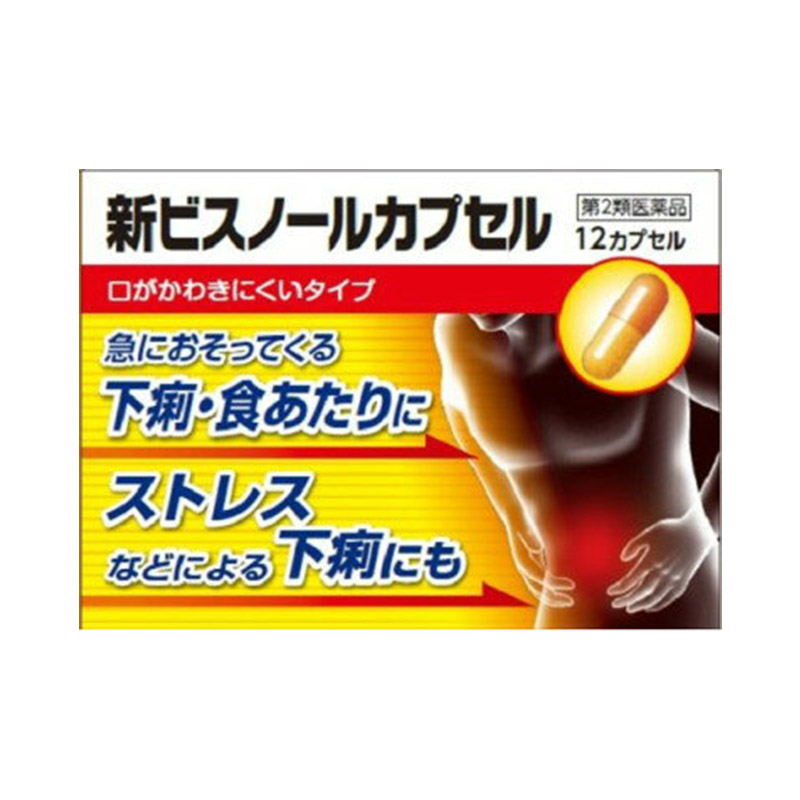 新ビスノールカプセル
第2類医薬品
12カプセル
口がかわきにくいタイプ
急におそってくる
下痢・食あたりに
ストレス
などによる下痢にも